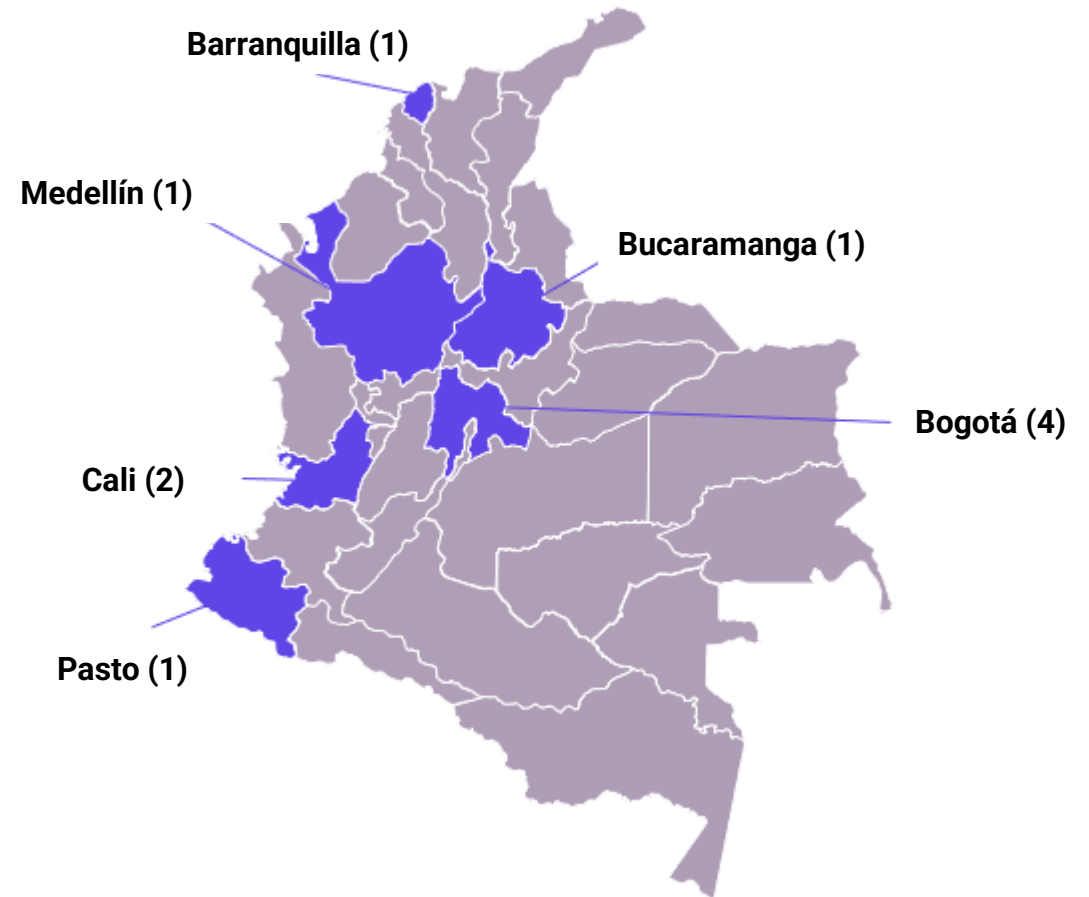 Barranquilla (1)
Medellín (1)
Bucaramanga (1)
Bogotá (4)
Cali (2)
Pasto (1)